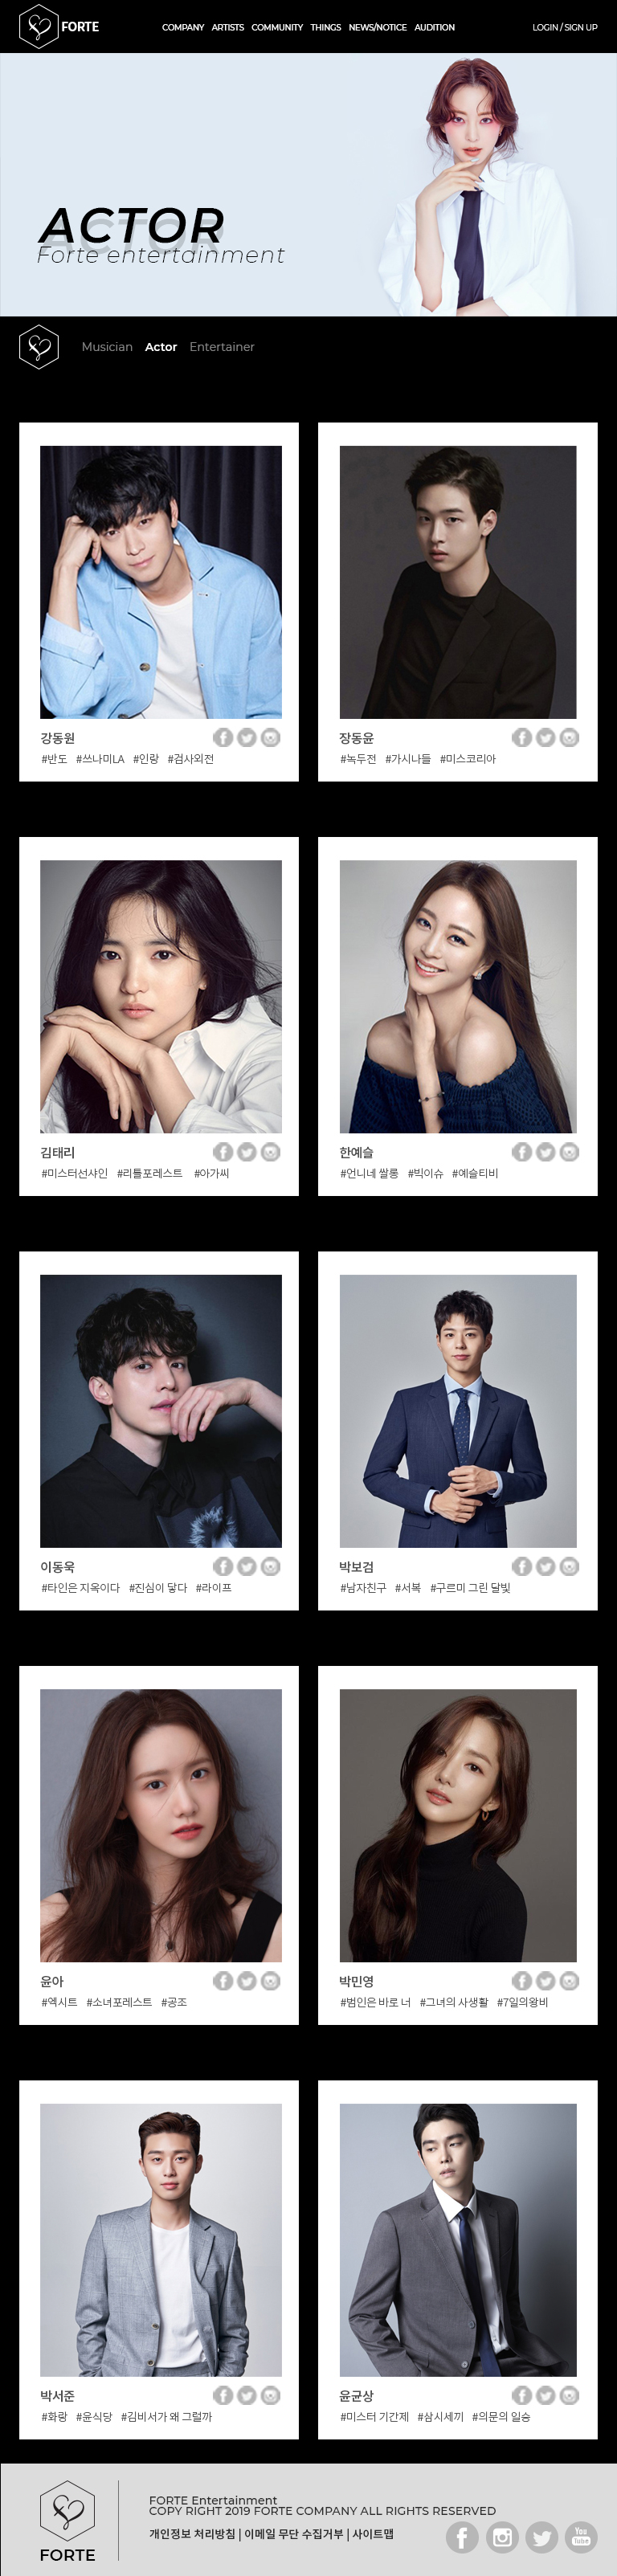 FORTE
COMPANY ARTISTS COMMUNITY THINGS NEWS/NOTICE AUDITION
LOGIN / SIGN UP
ACTOR
Forte entertainment
Musician Actor Entertainer
강동원
#반도 #쓰나미LA #인랑 #검사외전
장동윤
#녹두전 #가시나들 #미스코리아
김태리
#미스터션샤인 #리틀포레스트 #아가씨
한예슬
#언니네 쌀롱 #빅이슈 #예슬티비
이동욱
#타인은 지옥이다 #진심이 닿다 #라이프
박보검
#남자친구 #서복 #구르미 그린 달빛
윤아
#엑시트 #소녀포레스트 #공조
박민영
#범인은 바로 너 #그녀의 사생활 #7일의왕비
박서준
#화랑 #윤식당 #김비서가 왜 그럴까
윤균상
#미스터 기간제 #삼시세끼 #의문의 일승
FORTE
FORTE Entertainment
COPY RIGHT 2019 FORTE COMPANY ALL RIGHTS RESERVED
개인정보 처리방침 | 이메일 무단 수집거부 | 사이트맵
You Tube